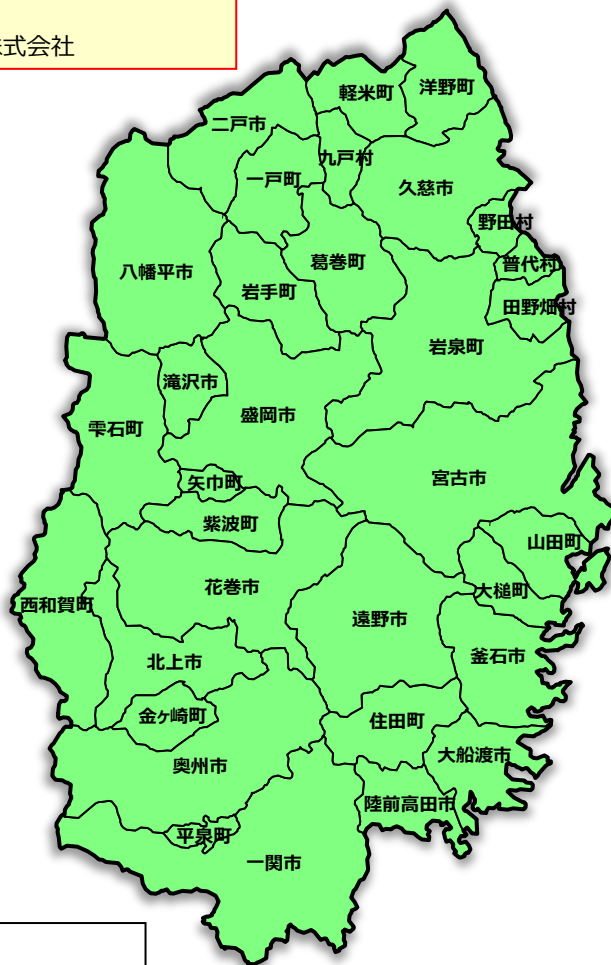 式会社
洋野町
軽米町
二戸市
九戸村
一戸町
久慈市
野田村
葛巻町
普代村
八幡平市
岩手町
田野畑村
岩泉町
滝沢市
盛岡市
雫石町
宮古市
矢巾町
紫波町
山田町
花巻市
大槌町
西和賀町
遠野市
釜石市
北上市
金ヶ崎町
住田町
大船渡市
奥州市
陸前高田市
平泉町
一関市